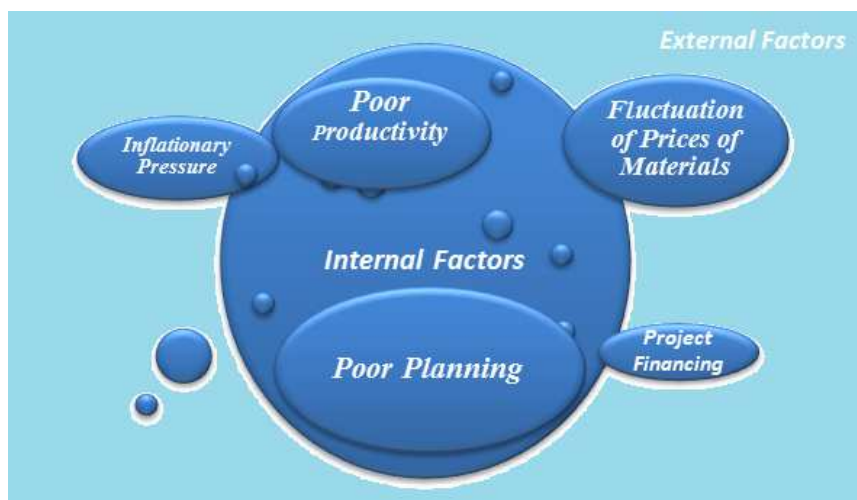 External Factors
Poor
Productivity
Fluctuation
of Prices of
Materials
Inflationary
Pressure
Internal Factors
Poor Planning
Project
Financing